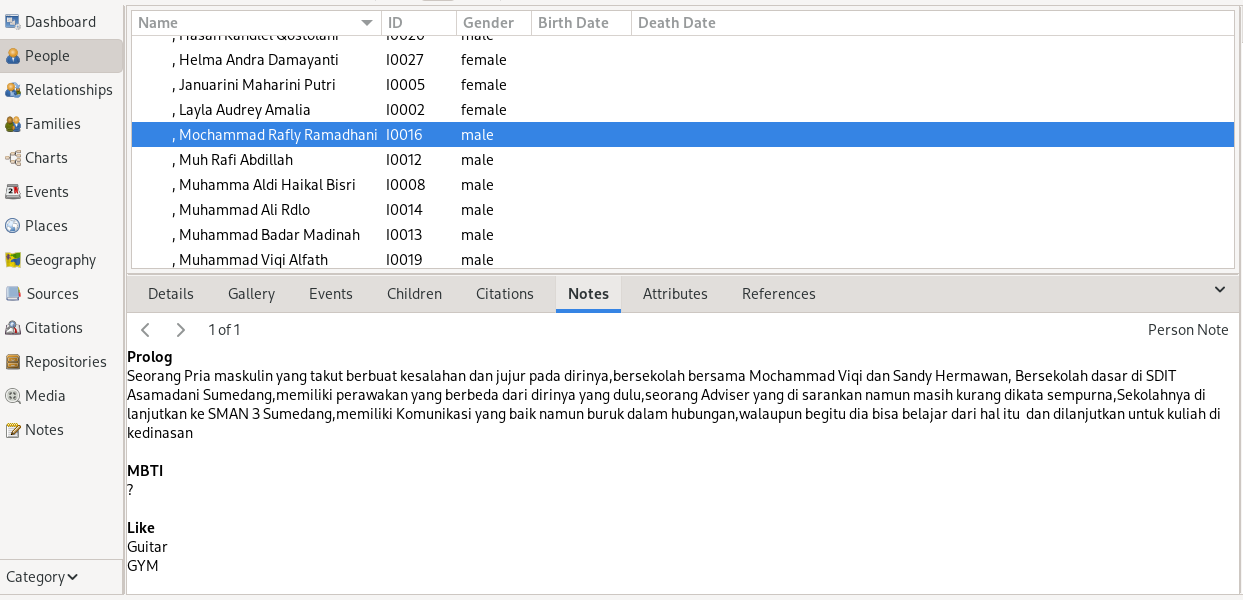 Dashboard
People
Relationships
Families
Charts
Events
Places
Geography
Sources
Citations
Repositories
Media
Notes
Category
Name ID Gender Birth Date Death Date
, Hasan Randiet Qostolani I0020 male
, Helma Andra Damayanti I0027 female
, Januarini Maharini Putri I0005 female
, Layla Audrey Amalia I0002 female
, Mochammad Rafly Ramadhani I0016 male
, Muh Rafi Abdillah I0012 male
, Muhamma Aldi Haikal Bisri I0008 male
, Muhammad Ali Rdlo I0014 male
, Muhammad Badar Madinah I0013 male
, Muhammad Viqi Alfath I0019 male
Details Gallery Events Children Citations Notes Attributes References
1 of 1 Person Note
Prolog
Seorang Pria maskulin yang takut berbuat kesalahan dan jujur pada dirinya,bersekolah bersama Mochammad Viqi dan Sandy Hermawan, Bersekolah dasar di SDIT
Asamadani Sumedang,memiliki perawakan yang berbeda dari dirinya yang dulu,seorang Adviser yang di sarankan namun masih kurang dikata sempurna,Sekolahnya di
lanjutkan ke SMAN 3 Sumedang,memiliki Komunikasi yang baik namun buruk dalam hubungan,walaupun begitu dia bisa belajar dari hal itu  dan dilanjutkan untuk kuliah di
kedinasan
MBTI
?
Like
Guitar
GYM